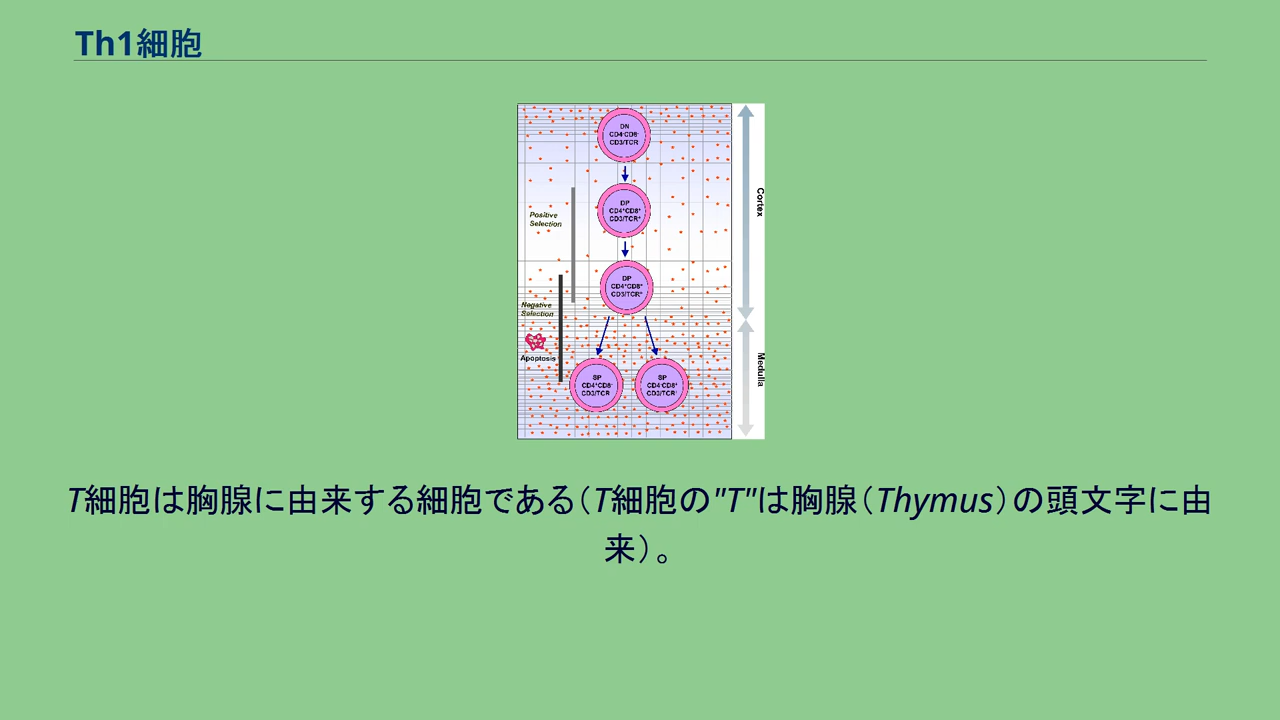 Th1細胞
DN
CD4⁻CD8⁻
CD3/TCR
DP
CD4⁺CD8⁺
CD3/TCR⁺
Positive
Selection
Cortex
DP
CD4⁺CD8⁺
CD3/TCR⁺
Negative
Selection
Apoptosis
Medulla
SP
CD4⁺CD8⁻
CD3/TCR
SP
CD4⁻CD8⁺
CD3/TCR
T細胞は胸腺に由来する細胞である（T細胞の"T"は胸腺（Thymus）の頭文字に由
来）。